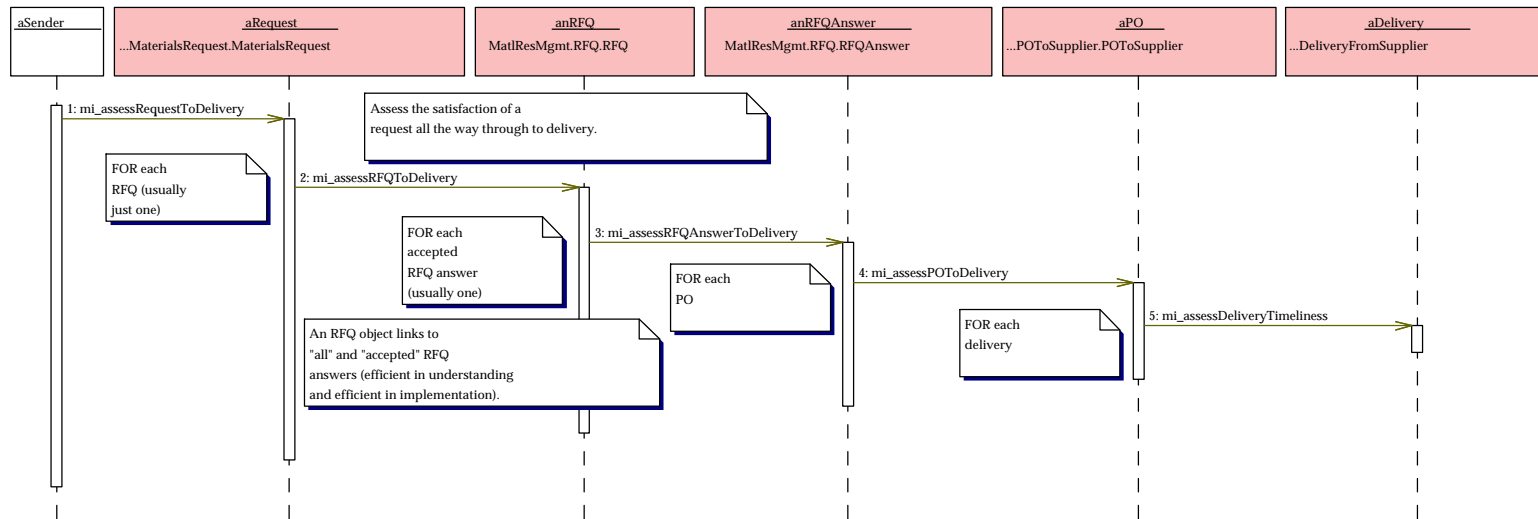 aSender
aRequest
...MaterialsRequest.MaterialsRequest
anRFQ
MatlResMgmt.RFQ.RFQ
anRFQAnswer
MatlResMgmt.RFQ.RFQAnswer
aPO
...POToSupplier.POToSupplier
aDelivery
...DeliveryFromSupplier
1: mi_assessRequestToDelivery
Assess the satisfaction of a
request all the way through to delivery.
FOR each
RFQ (usually
just one)
2: mi_assessRFQToDelivery
FOR each
accepted
RFQ answer
(usually one)
3: mi_assessRFQAnswerToDelivery
FOR each
PO
4: mi_assessPOToDelivery
FOR each
delivery
5: mi_assessDeliveryTimeliness
An RFQ object links to
"all" and "accepted" RFQ
answers (efficient in understanding
and efficient in implementation).